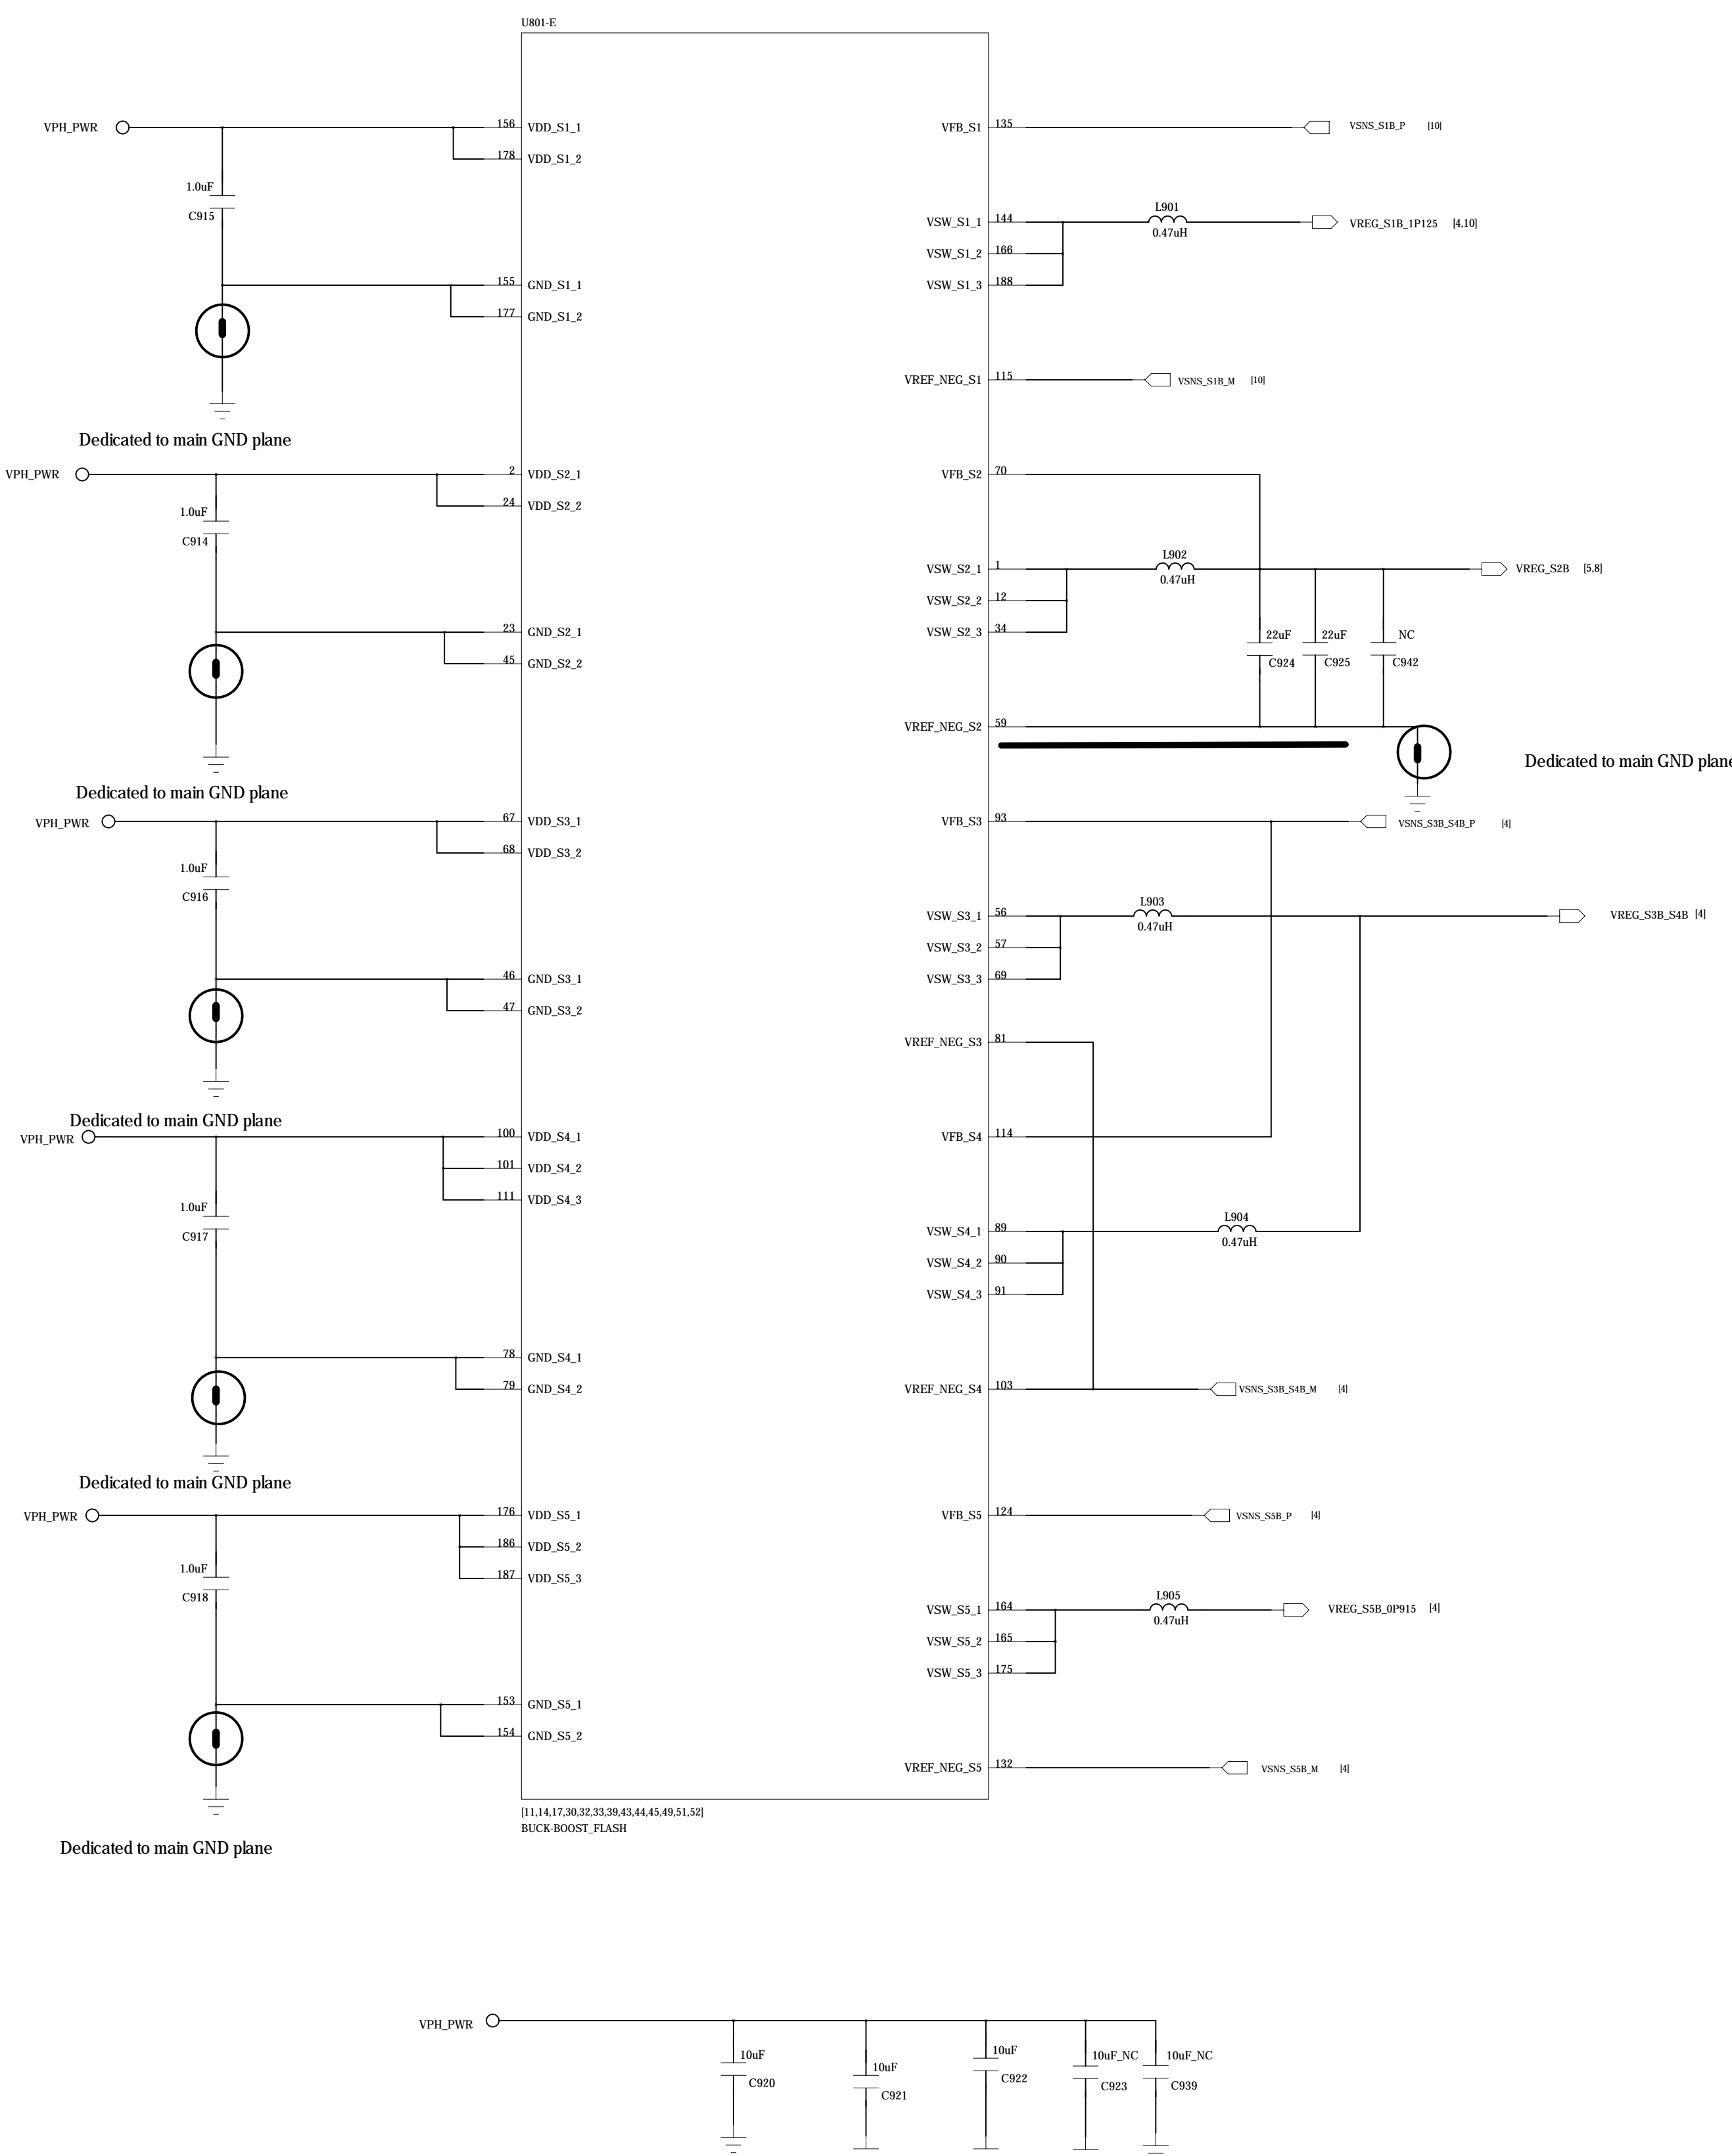 U801-E
VPH_PWR
156 VDD_S1_1
178 VDD_S1_2
1.0uF
C915
155 GND_S1_1
177 GND_S1_2
Dedicated to main GND plane
VPH_PWR
2 VDD_S2_1
24 VDD_S2_2
1.0uF
C914
23 GND_S2_1
45 GND_S2_2
Dedicated to main GND plane
VPH_PWR
67 VDD_S3_1
68 VDD_S3_2
1.0uF
C916
46 GND_S3_1
47 GND_S3_2
Dedicated to main GND plane
VPH_PWR
100 VDD_S4_1
101 VDD_S4_2
111 VDD_S4_3
1.0uF
C917
78 GND_S4_1
79 GND_S4_2
Dedicated to main GND plane
VPH_PWR
176 VDD_S5_1
186 VDD_S5_2
187 VDD_S5_3
1.0uF
C918
153 GND_S5_1
154 GND_S5_2
Dedicated to main GND plane
VFB_S1 135 VSNS_S1B_P [10]
L901
VSW_S1_1 144 VREG_S1B_1P125 [4,10]
0.47uH
VSW_S1_2 166
VSW_S1_3 188
VREF_NEG_S1 115 VSNS_S1B_M [10]
VFB_S2 70
L902
VSW_S2_1 1 VREG_S2B [5,8]
0.47uH
VSW_S2_2 12
VSW_S2_3 34
22uF 22uF NC
C924 C925 C942
VREF_NEG_S2 59
Dedicated to main GND plane
VFB_S3 93 VSNS_S3B_S4B_P [4]
L903
VSW_S3_1 56 VREG_S3B_S4B [4]
0.47uH
VSW_S3_2 57
VSW_S3_3 69
VREF_NEG_S3 81
VFB_S4 114
L904
VSW_S4_1 89
0.47uH
VSW_S4_2 90
VSW_S4_3 91
VREF_NEG_S4 103 VSNS_S3B_S4B_M [4]
VFB_S5 124 VSNS_S5B_P [4]
L905
VSW_S5_1 164 VREG_S5B_0P915 [4]
0.47uH
VSW_S5_2 165
VSW_S5_3 175
VREF_NEG_S5 132 VSNS_S5B_M [4]
[11,14,17,30,32,33,39,43,44,45,49,51,52]
BUCK-BOOST_FLASH
VPH_PWR
10uF
C920
10uF
C921
10uF
C922
10uF_NC
C923
10uF_NC
C939